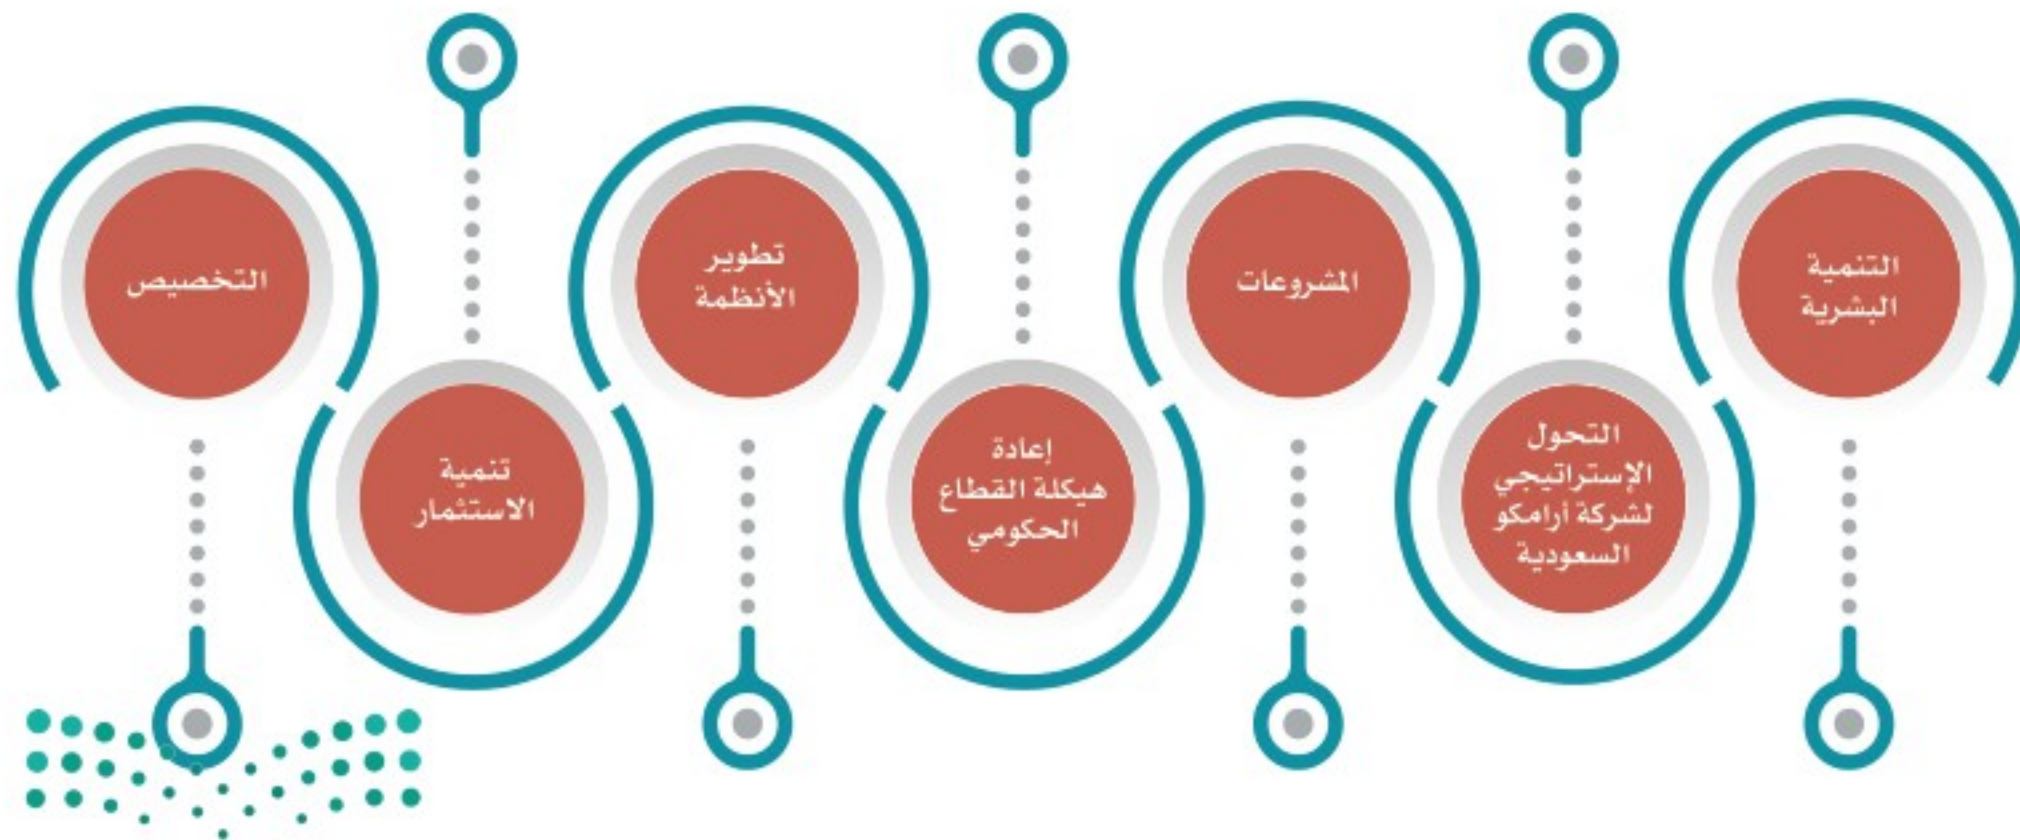 التنمية
البشرية
التحول
الإستراتيجي
لشركة أرامكو
السعودية
المشروعات
إعادة
هيكلة القطاع
الحكومي
تطوير
الأنظمة
تنمية
الاستثمار
التخصيص